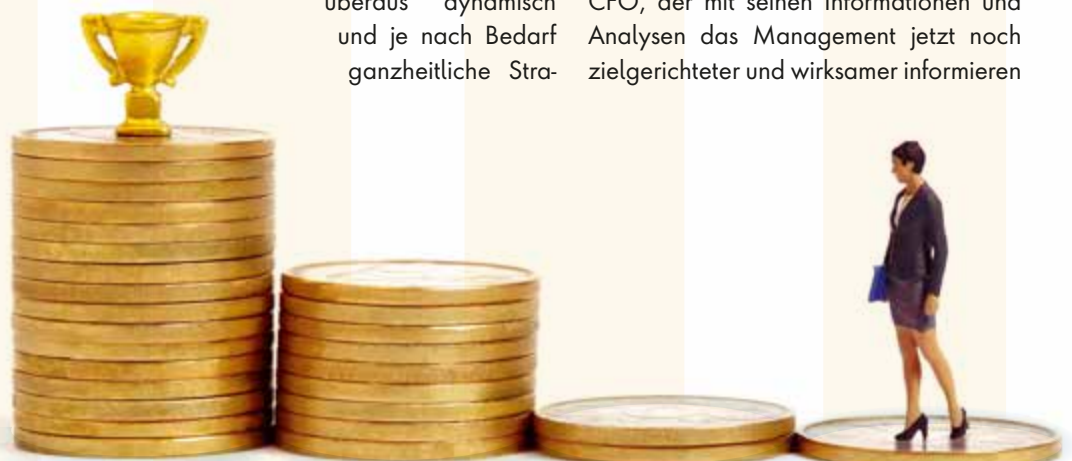 überaus dynamisch
und je nach Bedarf
ganzheitliche Stra-
CFO, der mit seinen Informationen und
Analysen das Management jetzt noch
zielgerichteter und wirksamer informieren